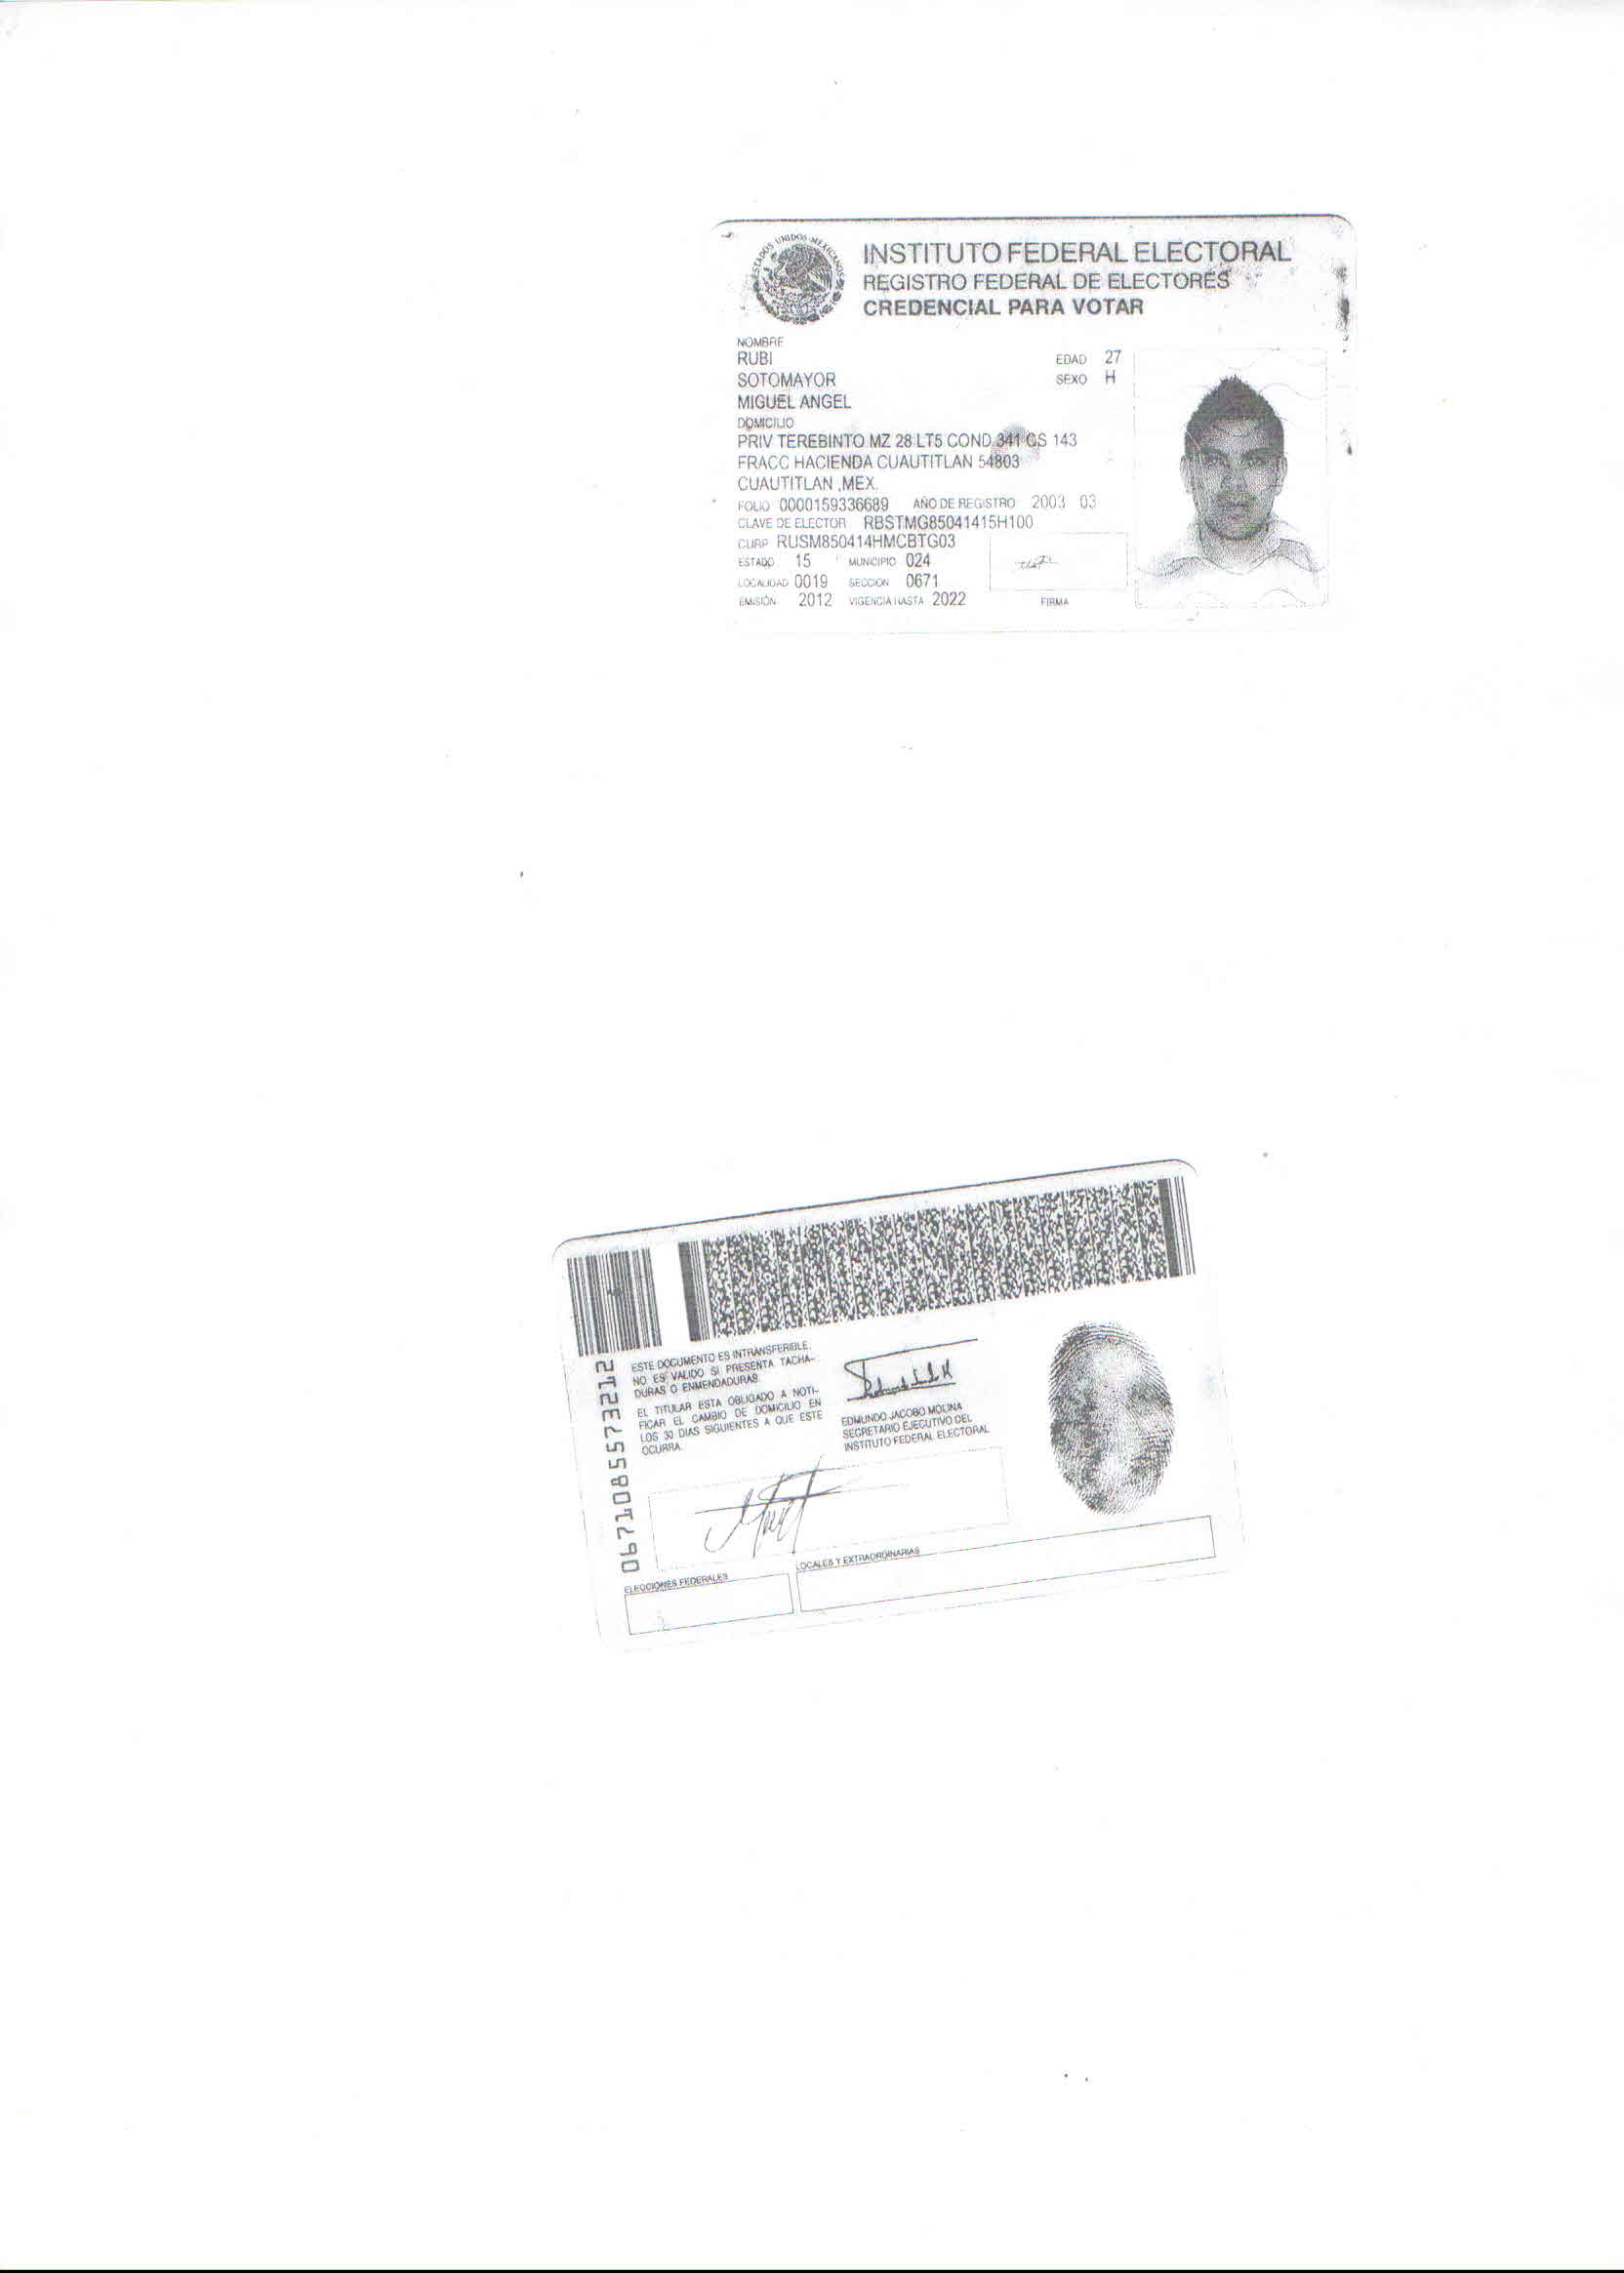 ESTADOS UNIDOS MEXICANOS
INSTITUTO FEDERAL ELECTORAL
REGISTRO FEDERAL DE ELECTORES
CREDENCIAL PARA VOTAR
NOMBRE
RUBI
SOTOMAYOR
MIGUEL ANGEL
EDAD 27
SEXO H
DOMICILIO
PRIV TEREBINTO MZ 28 LT5 COND 341 CS 143
FRACC HACIENDA CUAUTITLAN 54803
CUAUTITLAN ,MEX.
FOLIO 0000159336689 AÑO DE REGISTRO 2003 03
CLAVE DE ELECTOR RBSTMG85041415H100
CURP RUSM850414HMCBTG03
ESTADO 15 MUNICIPIO 024
LOCALIDAD 0019 SECCION 0671
EMISIÓN 2012 VIGENCIA HASTA 2022
FIRMA
0671085573212
ESTE DOCUMENTO ES INTRANSFERIBLE.
NO ES VALIDO SI PRESENTA TACHA-
DURAS O ENMENDADURAS.
EL TITULAR ESTA OBLIGADO A NOTI-
FICAR EL CAMBIO DE DOMICILIO EN
LOS 30 DIAS SIGUIENTES A QUE ESTE
OCURRA.
EDMUNDO JACOBO MOLINA
SECRETARIO EJECUTIVO DEL
INSTITUTO FEDERAL ELECTORAL
ELECCIONES FEDERALES
LOCALES Y EXTRAORDINARIAS